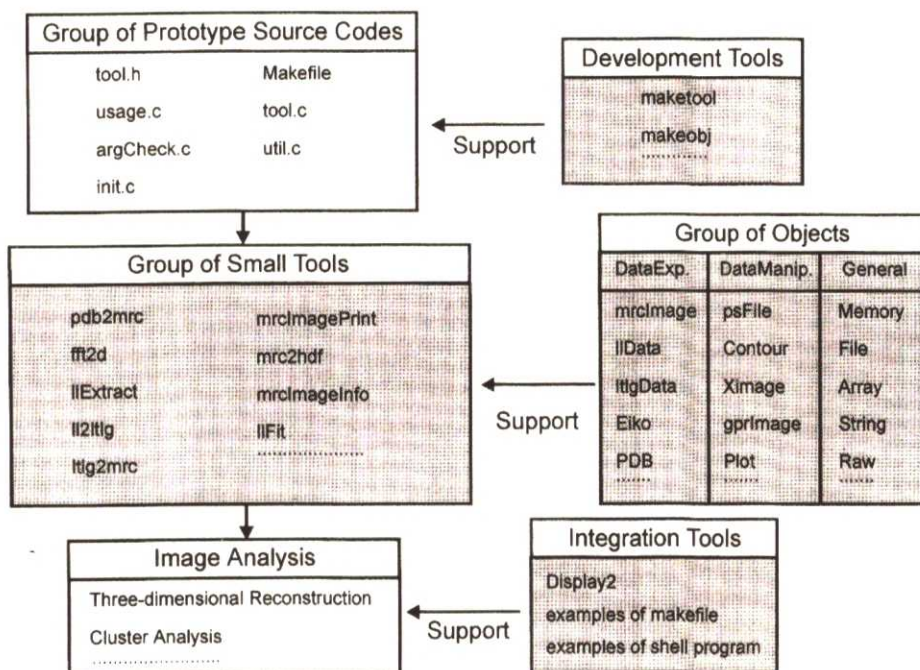 Group of Prototype Source Codes
tool.h Makefile
usage.c tool.c
argCheck.c util.c
init.c
Development Tools
maketool
makeobj
..............
Support
Group of Small Tools
pdb2mrc mrcImagePrint
fft2d mrc2hdf
llExtract mrcImageInfo
ll2ltlg llFit
ltlg2mrc ......................
Group of Objects
DataExp. DataManip. General
mrcImage psFile Memory
llData Contour File
ltlgData XImage Array
Eiko gprImage String
PDB Plot Raw
....... ....... .......
Support
Image Analysis
Three-dimensional Reconstruction
Cluster Analysis
......................
Integration Tools
Display2
examples of makefile
examples of shell program
Support